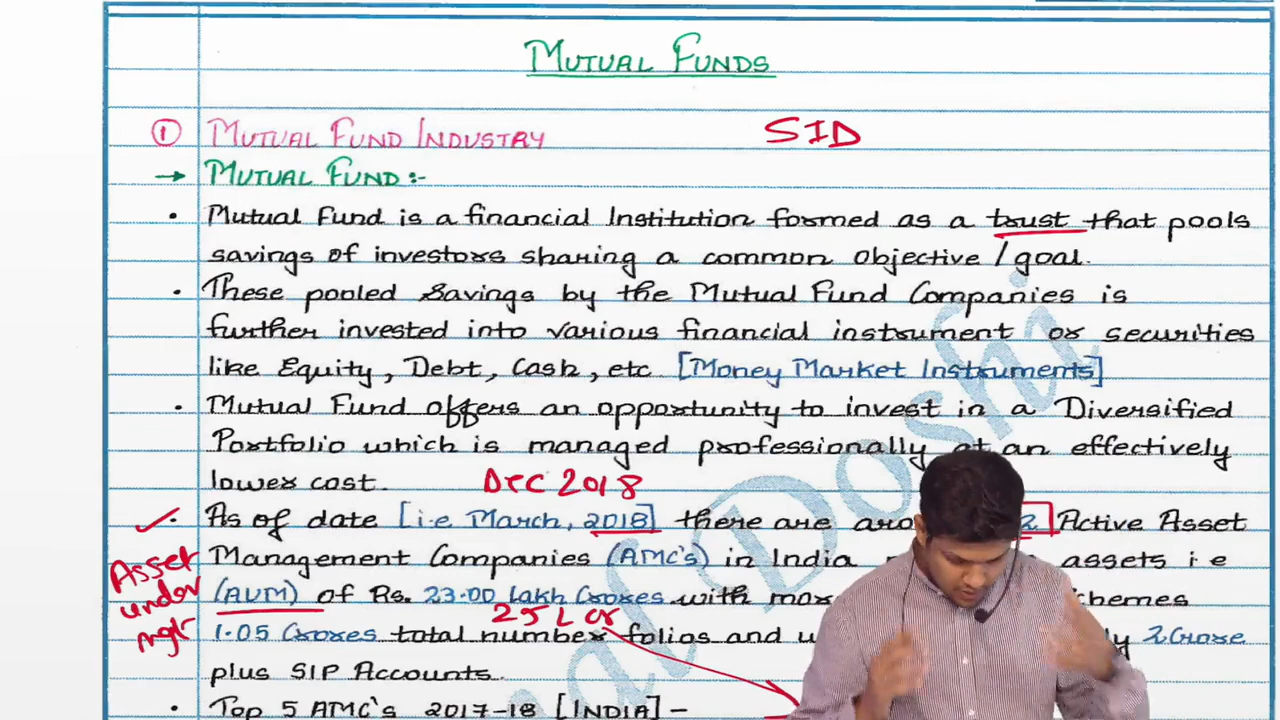 MUTUAL FUNDS
① MUTUAL FUND INDUSTRY SID
→ MUTUAL FUND :-
• Mutual Fund is a financial Institution formed as a trust that pools
savings of investors sharing a common objective / goal.
• These pooled savings by the Mutual Fund Companies is
further invested into various financial instrument or securities
like Equity, Debt, Cash, etc [Money Market Instruments]
• Mutual Fund offers an opportunity to invest in a Diversified
Portfolio which is managed professionally at an effectively
lower cost. Dec 2018
• As of date [i.e March, 2018] there are 2 Active Asset
Asset Management Companies (AMC's) in India assets i e
under (AUM) of Rs. 23.00 Lakh Crores with
25 L Cr
mgtr 1.05 Crores total number folios and 2 Crore
plus SIP Accounts.
• Top 5 AMC's 2017-18 [INDIA] -
Doshi